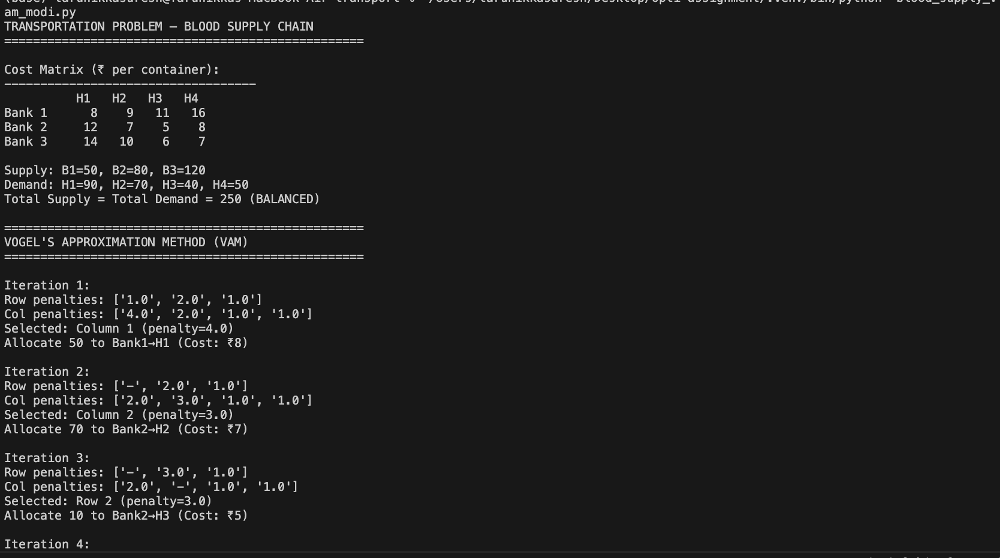 am_modi.py
TRANSPORTATION PROBLEM – BLOOD SUPPLY CHAIN
==================================================
Cost Matrix (₹ per container):
-----------------------------------
H1 H2 H3 H4
Bank 1 8 9 11 16
Bank 2 12 7 5 8
Bank 3 14 10 6 7
Supply: B1=50, B2=80, B3=120
Demand: H1=90, H2=70, H3=40, H4=50
Total Supply = Total Demand = 250 (BALANCED)
==================================================
VOGEL'S APPROXIMATION METHOD (VAM)
==================================================
Iteration 1:
Row penalties: ['1.0', '2.0', '1.0']
Col penalties: ['4.0', '2.0', '1.0', '1.0']
Selected: Column 1 (penalty=4.0)
Allocate 50 to Bank1→H1 (Cost: ₹8)
Iteration 2:
Row penalties: ['-', '2.0', '1.0']
Col penalties: ['2.0', '3.0', '1.0', '1.0']
Selected: Column 2 (penalty=3.0)
Allocate 70 to Bank2→H2 (Cost: ₹7)
Iteration 3:
Row penalties: ['-', '3.0', '1.0']
Col penalties: ['2.0', '-', '1.0', '1.0']
Selected: Row 2 (penalty=3.0)
Allocate 10 to Bank2→H3 (Cost: ₹5)
Iteration 4: